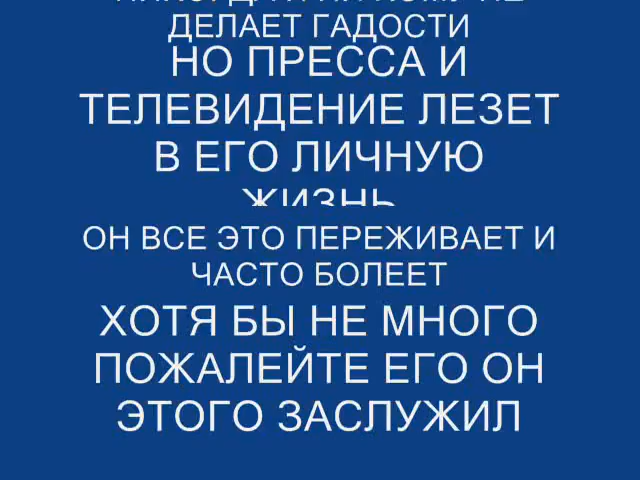 ДЕЛАЕТ ГАДОСТИ
НО ПРЕССА И
ТЕЛЕВИДЕНИЕ ЛЕЗЕТ
В ЕГО ЛИЧНУЮ
ЖИЗНЬ
ОН ВСЕ ЭТО ПЕРЕЖИВАЕТ И
ЧАСТО БОЛЕЕТ
ХОТЯ БЫ НЕ МНОГО
ПОЖАЛЕЙТЕ ЕГО ОН
ЭТОГО ЗАСЛУЖИЛ